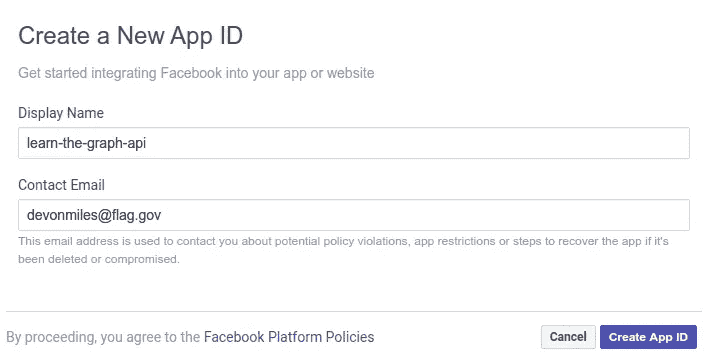 Create a New App ID
Get started integrating Facebook into your app or website
Display Name
learn-the-graph-api
Contact Email
devonmiles@flag.gov
This email address is used to contact you about potential policy violations, app restrictions or steps to recover the app if it's
been deleted or compromised.
By proceeding, you agree to the Facebook Platform Policies
Cancel
Create App ID